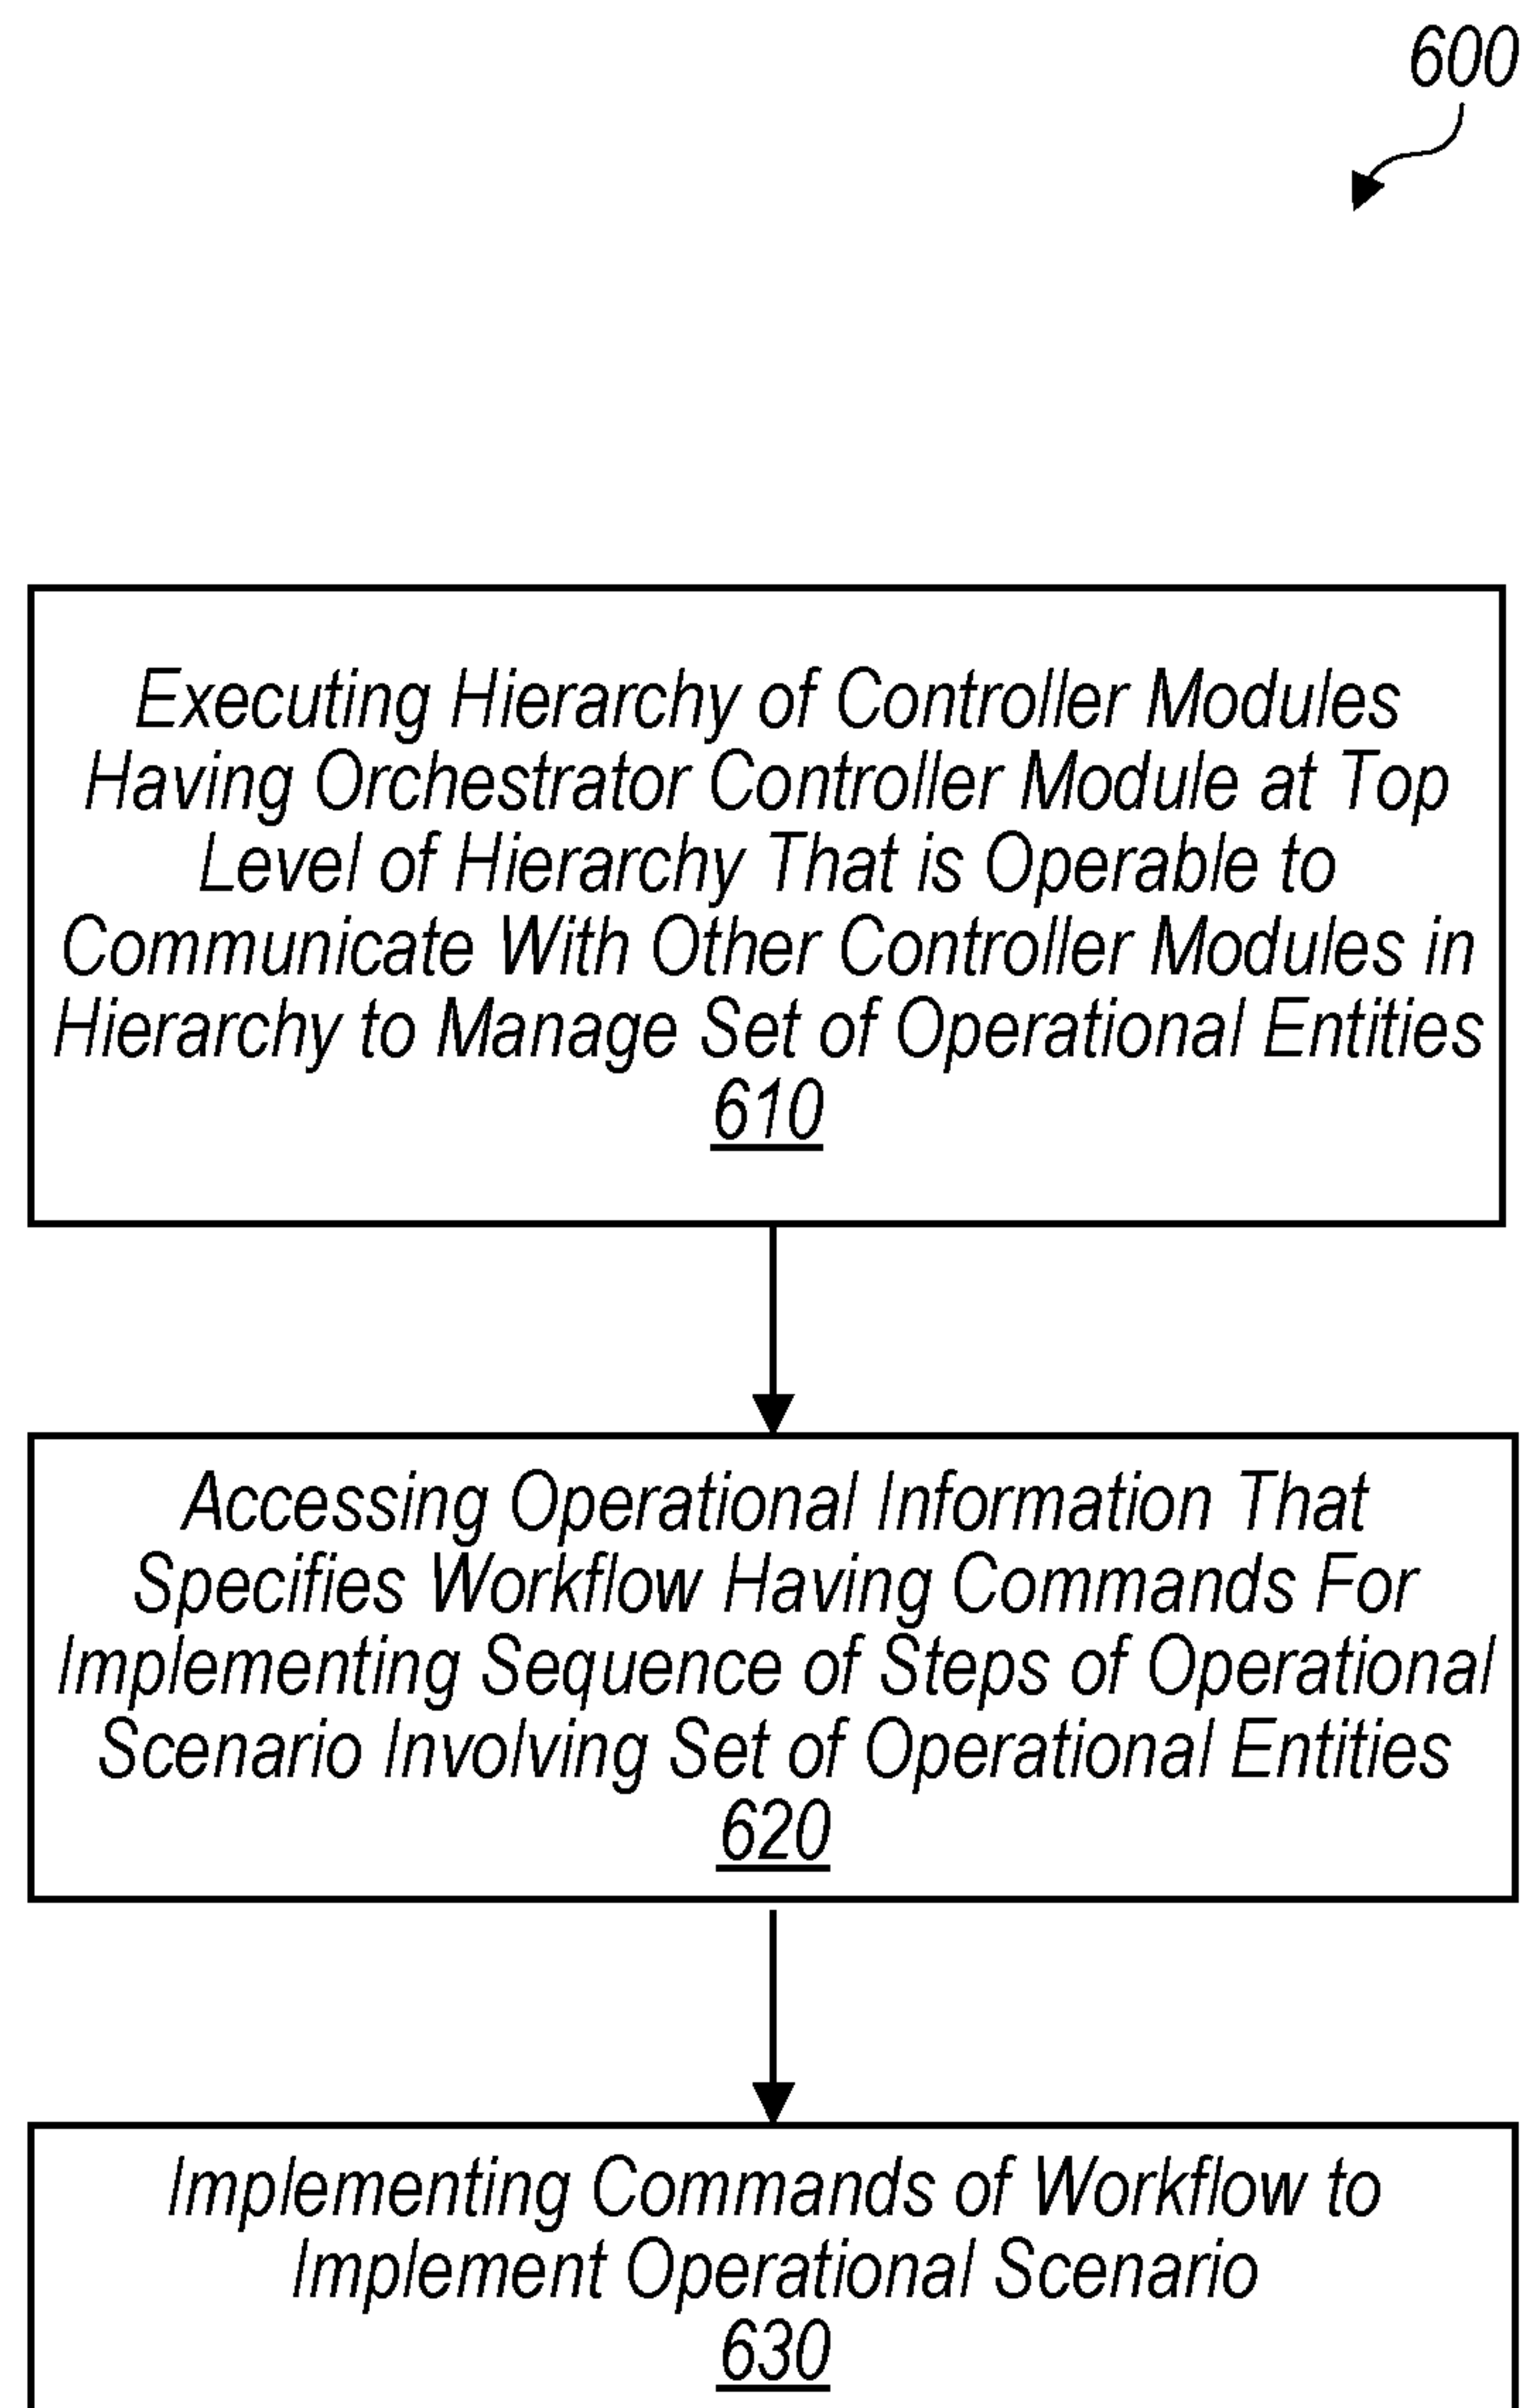 600
Executing Hierarchy of Controller Modules
Having Orchestrator Controller Module at Top
Level of Hierarchy That is Operable to
Communicate With Other Controller Modules in
Hierarchy to Manage Set of Operational Entities
610
Accessing Operational Information That
Specifies Workflow Having Commands For
Implementing Sequence of Steps of Operational
Scenario Involving Set of Operational Entities
620
Implementing Commands of Workflow to
Implement Operational Scenario
630